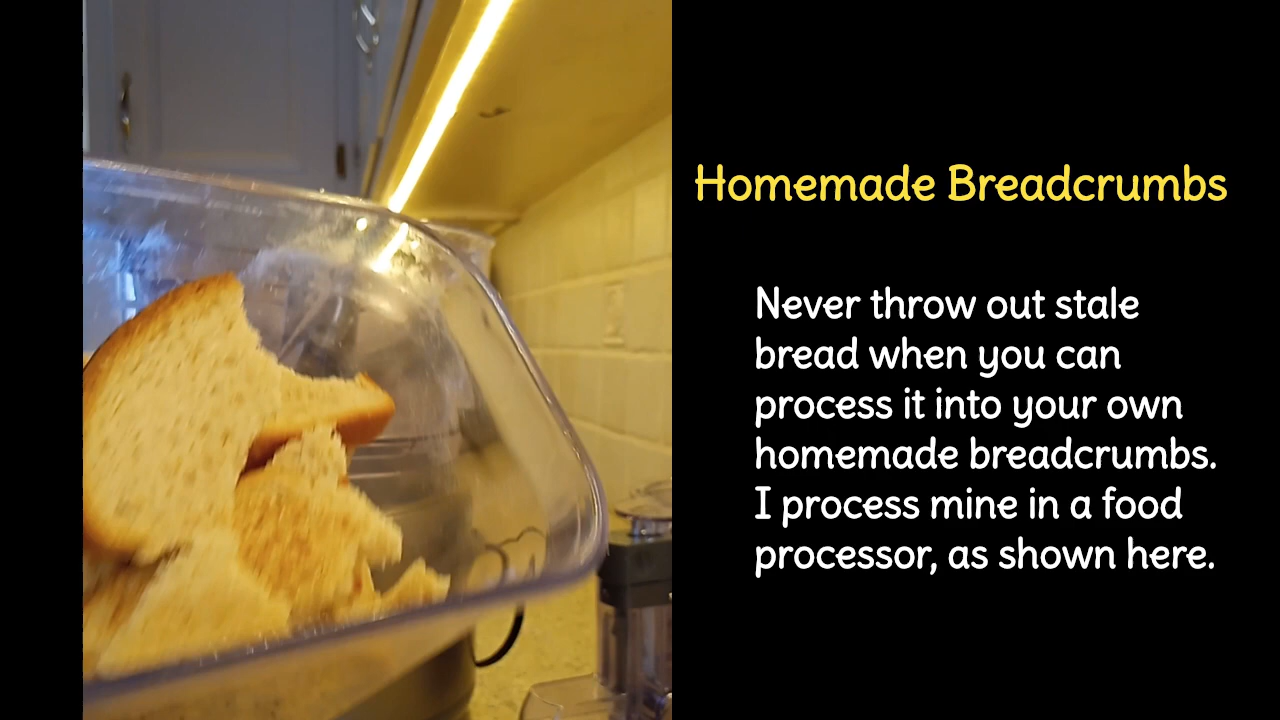 Homemade Breadcrumbs
Never throw out stale
bread when you can
process it into your own
homemade breadcrumbs.
I process mine in a food
processor, as shown here.